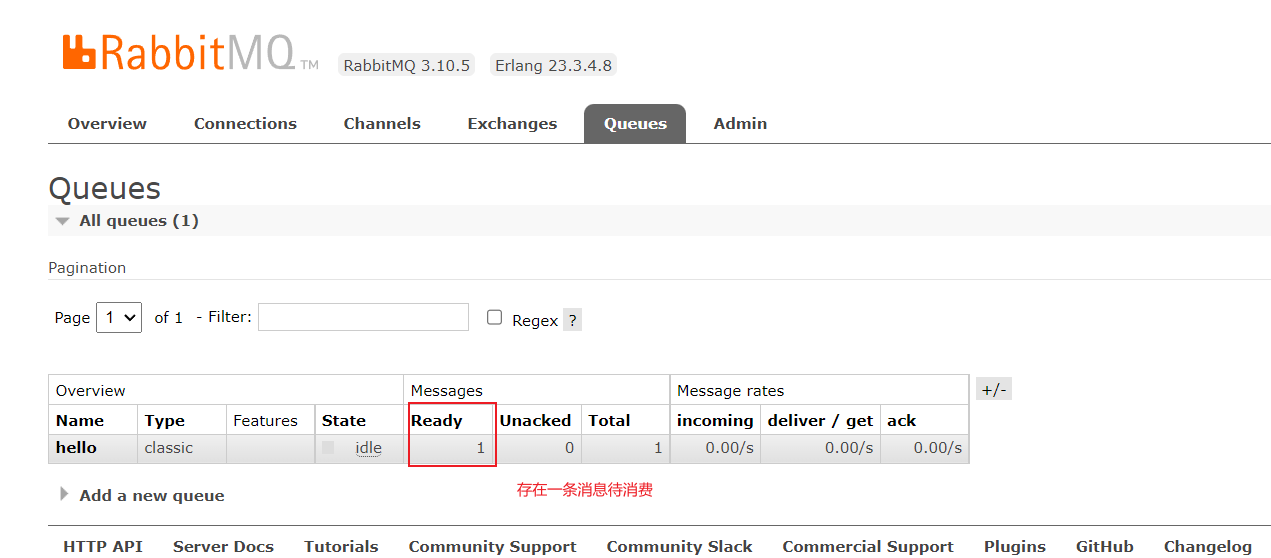 RabbitMQ TM RabbitMQ 3.10.5 Erlang 23.3.4.8
Overview Connections Channels Exchanges Queues Admin
Queues
All queues (1)
Pagination
Page 1 of 1 - Filter: Regex ?
Overview Messages Message rates +/-
Name Type Features State Ready Unacked Total incoming deliver / get ack
hello classic idle 1 0 1 0.00/s 0.00/s 0.00/s
存在一条消息待消费
Add a new queue
HTTP API Server Docs Tutorials Community Support Community Slack Commercial Support Plugins GitHub Changelog